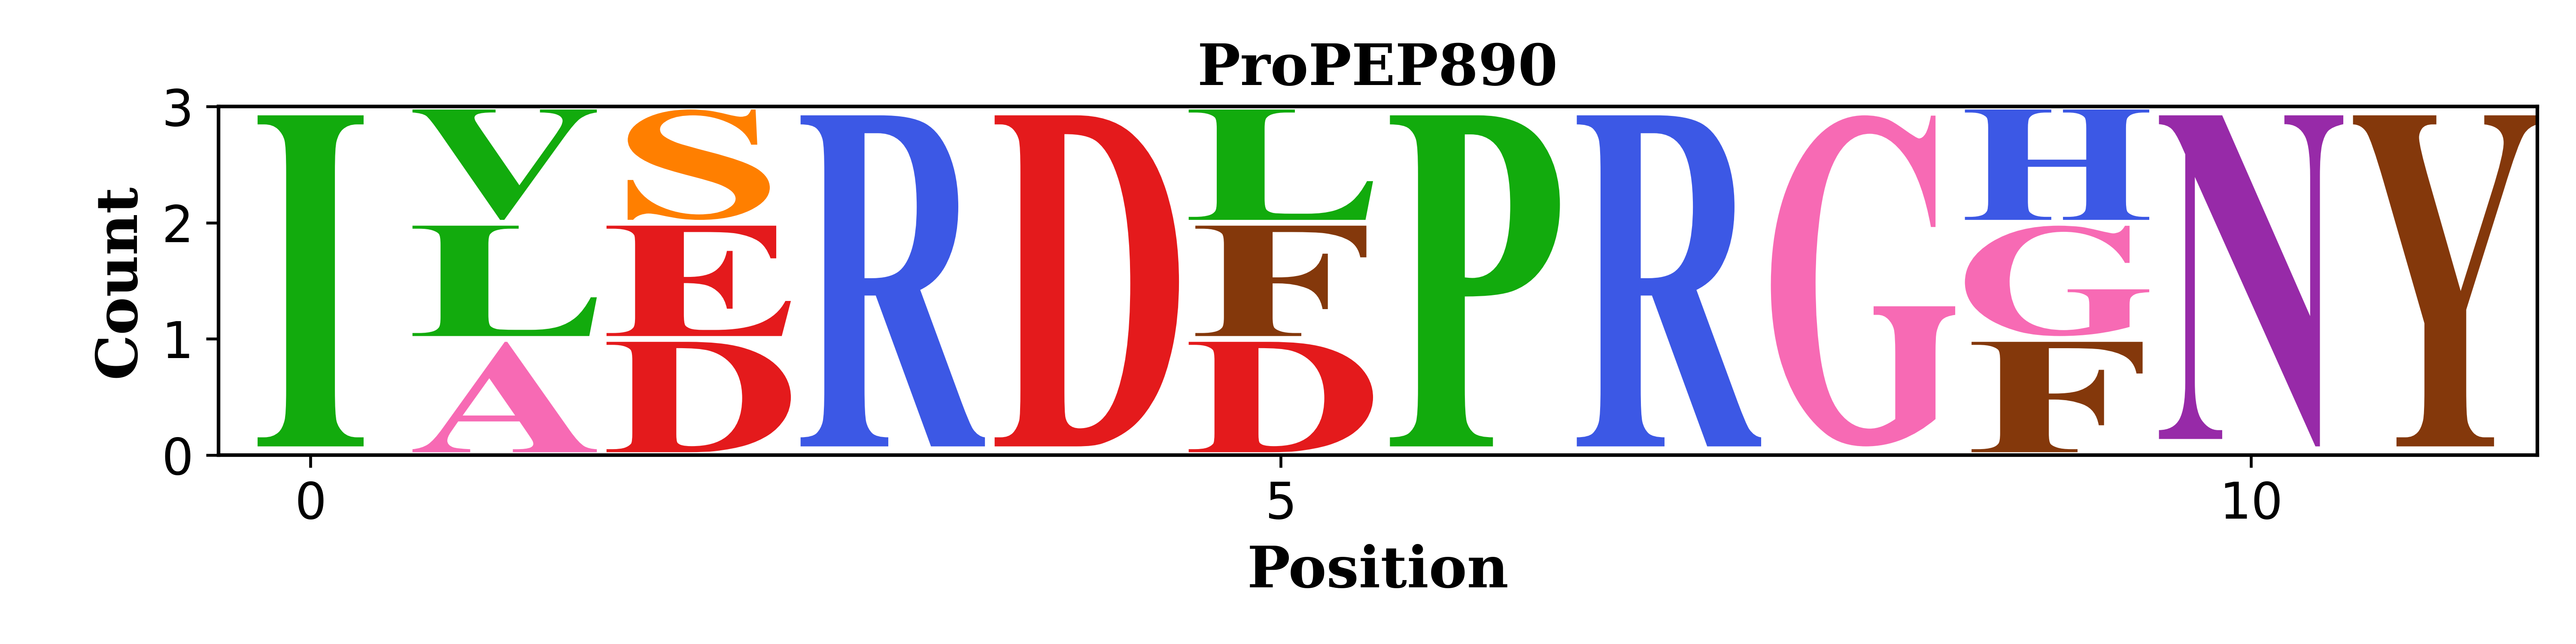 ProPEP890
3
2
1
0
Count
I V S R D L P R G H N Y
L E F G
A D D F
0 5 10
Position